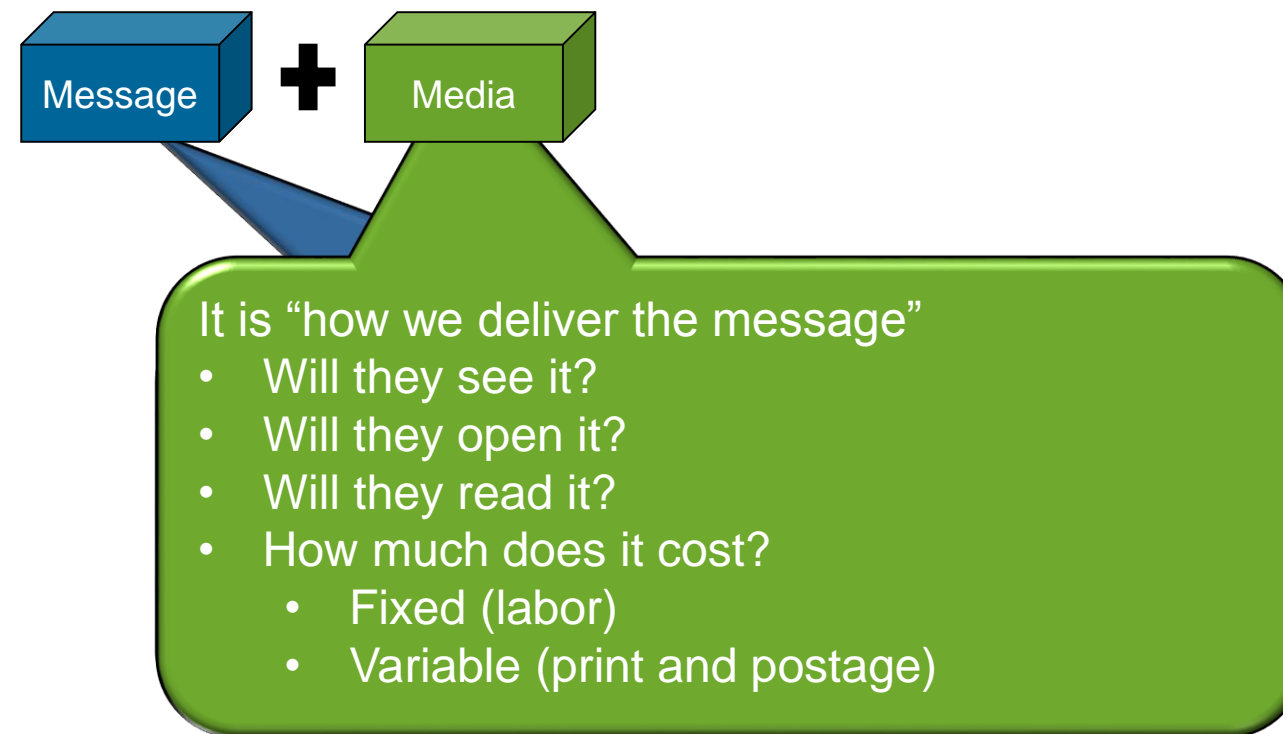 Message
Media
It is “how we deliver the message”
• Will they see it?
• Will they open it?
• Will they read it?
• How much does it cost?
• Fixed (labor)
• Variable (print and postage)